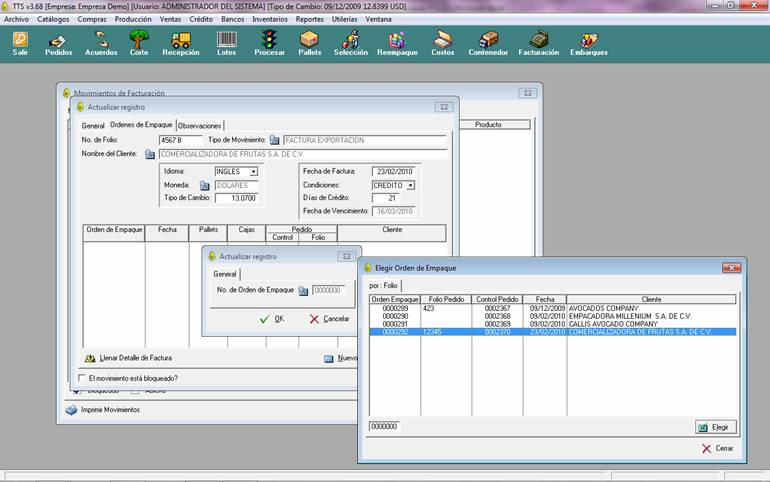 TTS v3.68 [Empresa: Empresa Demo] [Usuario: ADMINISTRADOR DEL SISTEMA] [Tipo de Cambio: 09/12/2009 12.8399 USD]
Archivo Catálogos Compras Producción Ventas Crédito Bancos Inventarios Reportes Utilerías Ventana
Salir Pedidos Acuerdos Corte Recepción Lotes Procesar Pallets Selección Reempaque Costos Contenedor Facturación Embarques
Movimientos de Facturación
Producto
Actualizar registro
General Ordenes de Empaque Observaciones
No. de Folio: 4567 B Tipo de Movimiento: FACTURA EXPORTACION
Nombre del Cliente: COMERCIALIZADORA DE FRUTAS S.A. DE C.V.
Idioma: INGLES Fecha de Factura: 23/02/2010
Moneda: DOLARES Condiciones: CREDITO
Tipo de Cambio: 13.0700 Días de Crédito: 21
Fecha de Vencimiento: 16/03/2010
Orden de Empaque Fecha Pallets Cajas Pedido Cliente
Control Folio
Actualizar registro
General
No. de Orden de Empaque 0000000
OK Cancelar
Llenar Detalle de Factura Nuevo
El movimiento está bloqueado?
Bloqueado Abierto
Imprimir Movimientos
Elegir Orden de Empaque
por : Folio
Orden Empaque Folio Pedido Control Pedido Fecha Cliente
0000289 423 0002367 09/12/2009 AVOCADOS COMPANY
0000290 0002368 09/02/2010 EMPACADORA MILLENIUM S.A. DE C.V.
0000291 0002369 09/02/2010 CALLIS AVOCADO COMPANY
0000292 12345 0002370 23/02/2010 COMERCIALIZADORA DE FRUTAS S.A. DE C.V.
0000000 Elegir
Cerrar